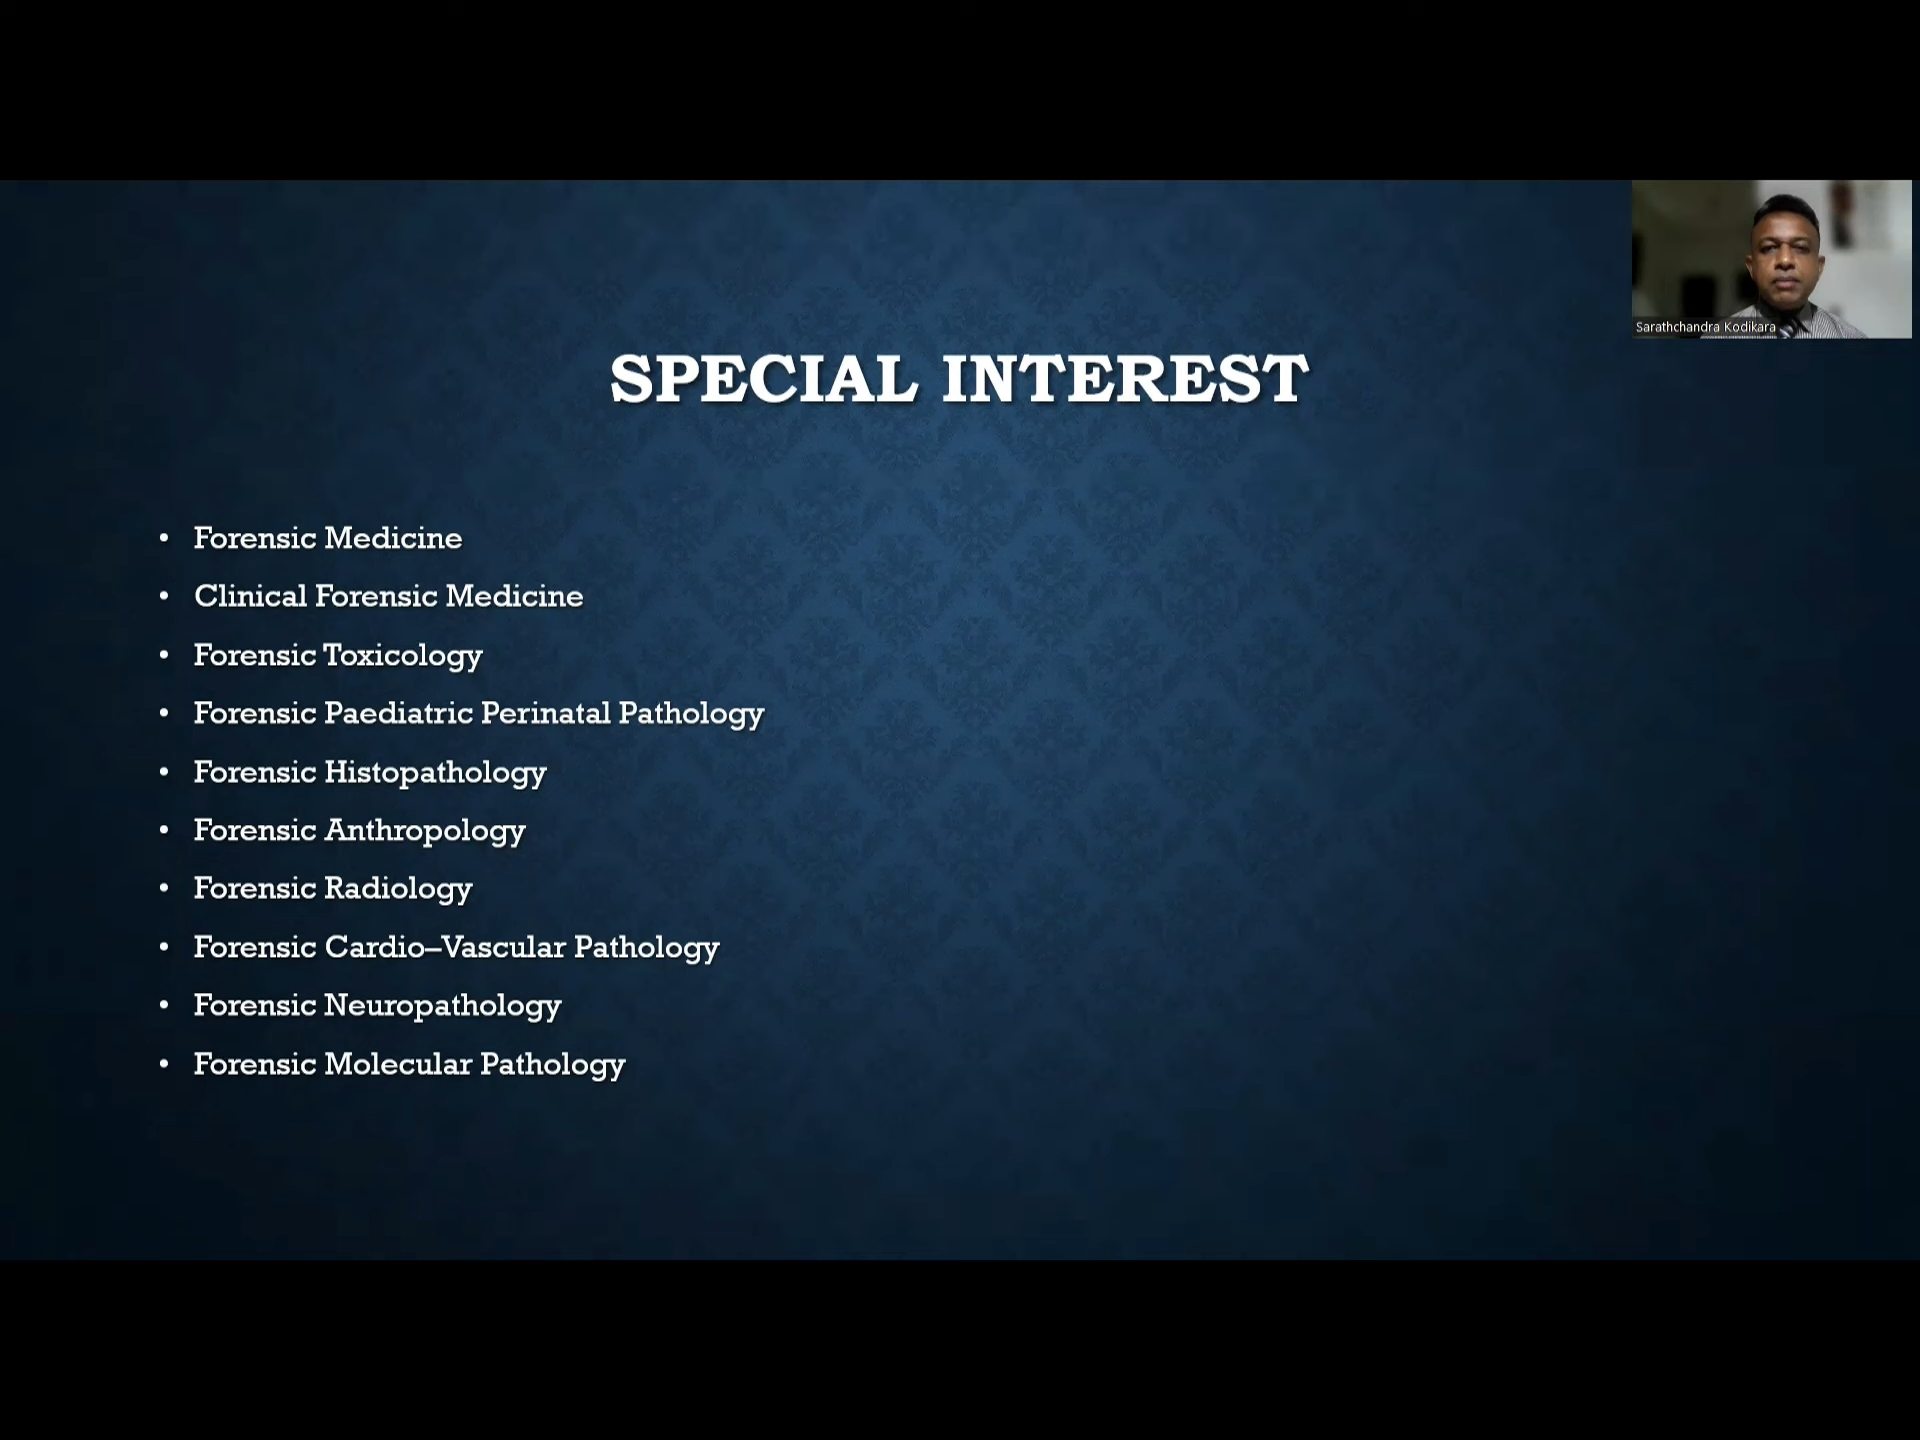 Sarathchandra Kodikara
SPECIAL INTEREST
• Forensic Medicine
• Clinical Forensic Medicine
• Forensic Toxicology
• Forensic Paediatric Perinatal Pathology
• Forensic Histopathology
• Forensic Anthropology
• Forensic Radiology
• Forensic Cardio–Vascular Pathology
• Forensic Neuropathology
• Forensic Molecular Pathology